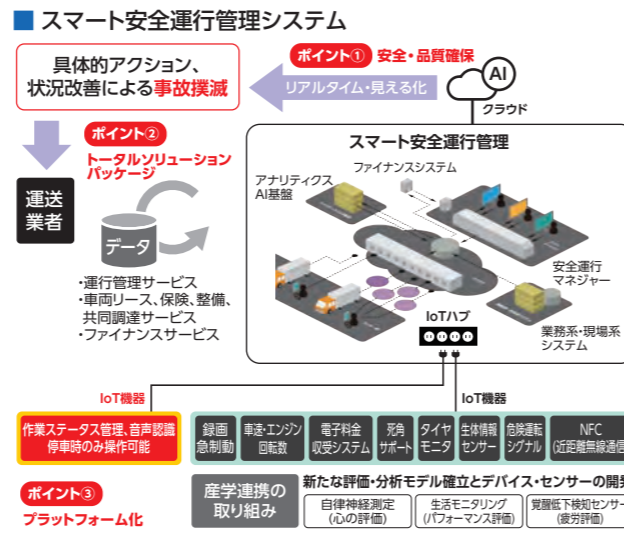 ■ スマート安全運行管理システム
具体的アクション、
状況改善による事故撲滅
ポイント① 安全・品質確保
リアルタイム・見える化
AI
クラウド
ポイント②
トータルソリューション
パッケージ
運送
業者
データ
・運行管理サービス
・車両リース、保険、整備、
共同調達サービス
・ファイナンスサービス
スマート安全運行管理
ファイナンスシステム
アナリティクス
AI基盤
安全運行
マネジャー
IoTハブ
業務系・現場系
システム
IoT機器
IoT機器
作業ステータス管理、音声認識
停車時のみ操作可能
録画
急制動
車速・エンジン
回転数
電子料金
収受システム
死角
サポート
タイヤ
モニタ
生体情報
センサー
危険運転
シグナル
NFC
(近距離無線通信)
ポイント③
プラットフォーム化
産学連携の
取り組み
新たな評価・分析モデル確立とデバイス・センサーの開発
自律神経測定
(心の評価)
生活モニタリング
(パフォーマンス評価)
覚醒低下検知センサー
(疲労評価)